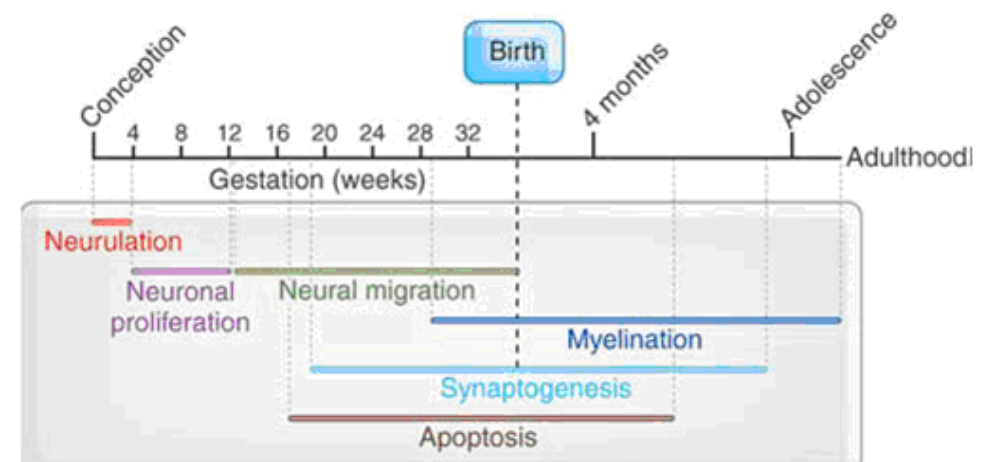 Conception
Birth
4 months
Adolescence
4 8 12 16 20 24 28 32
Adulthood
Gestation (weeks)
Neurulation
Neuronal
proliferation
Neural migration
Myelination
Synaptogenesis
Apoptosis